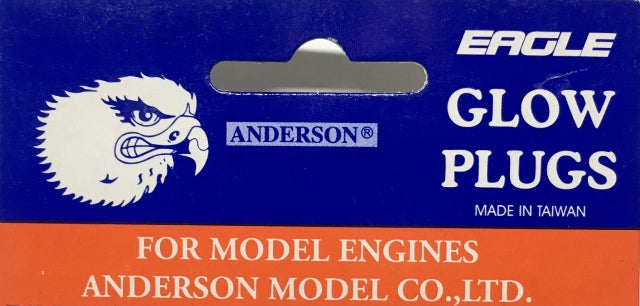 EAGLE
GLOW
PLUGS
MADE IN TAIWAN
ANDERSON®
FOR MODEL ENGINES
ANDERSON MODEL CO.,LTD.